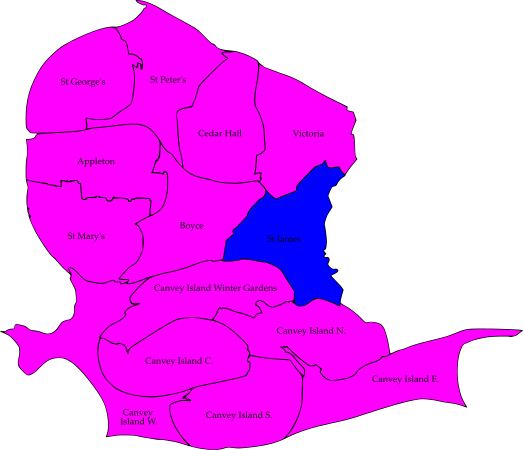 St George's
St Peter's
Cedar Hall
Victoria
Appleton
Boyce
St Mary's
St James
Canvey Island Winter Gardens
Canvey Island N.
Canvey Island C.
Canvey Island E.
Canvey
Island W.
Canvey Island S.